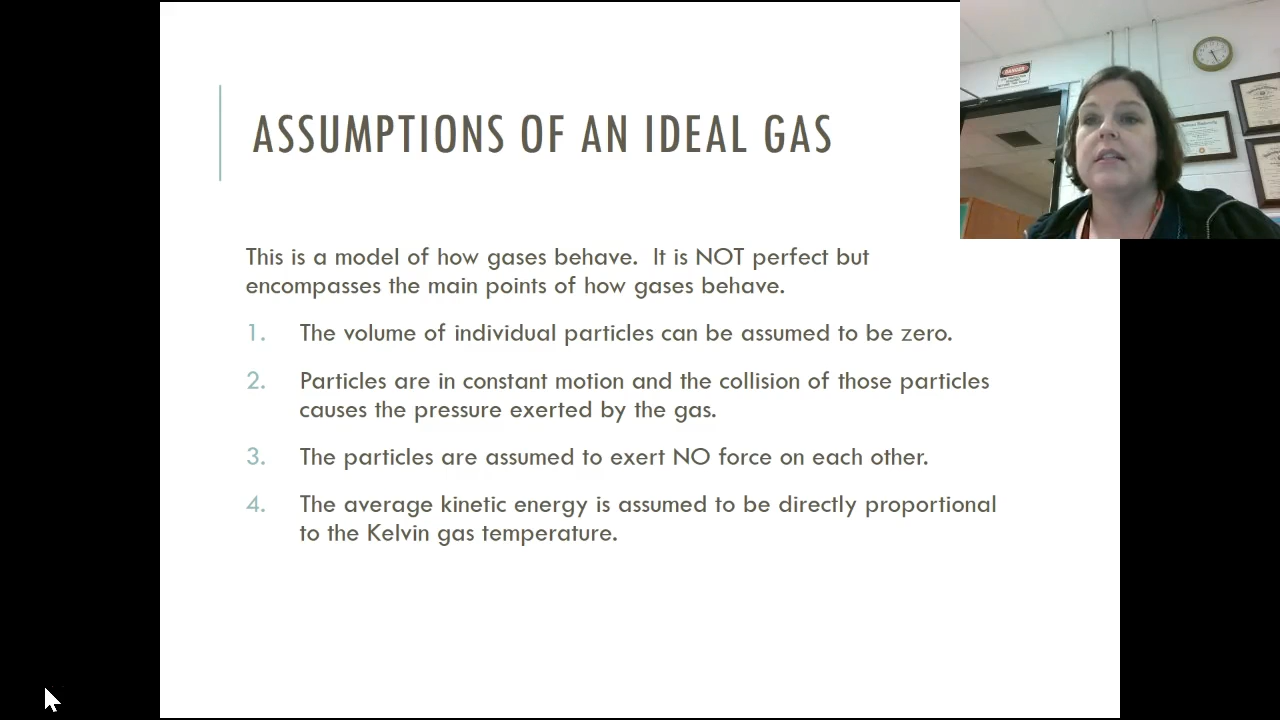 ASSUMPTIONS OF AN IDEAL GAS
DANGER
This is a model of how gases behave.  It is NOT perfect but
encompasses the main points of how gases behave.
1. The volume of individual particles can be assumed to be zero.
2. Particles are in constant motion and the collision of those particles
causes the pressure exerted by the gas.
3. The particles are assumed to exert NO force on each other.
4. The average kinetic energy is assumed to be directly proportional
to the Kelvin gas temperature.